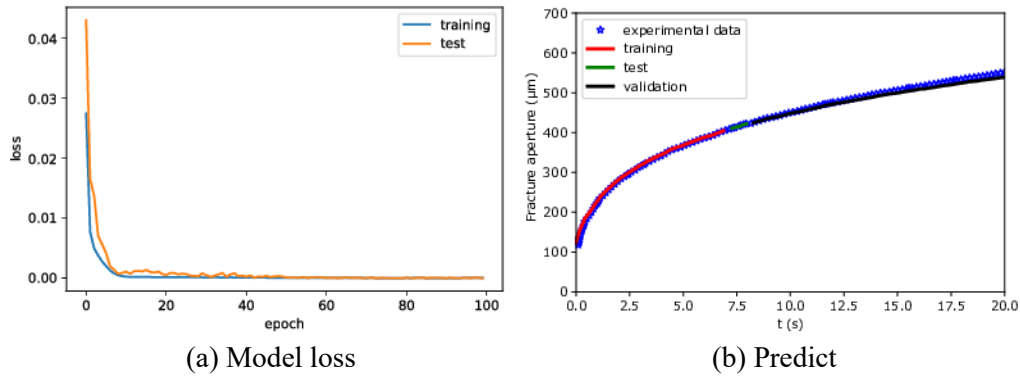 training
test
0.04
0.03
0.02
0.01
0.00
loss
0 20 40 60 80 100
epoch
(a) Model loss
700
600
500
400
300
200
100
0
Fracture aperture (μm)
experimental data
training
test
validation
0.0 2.5 5.0 7.5 10.0 12.5 15.0 17.5 20.0
t (s)
(b) Predict